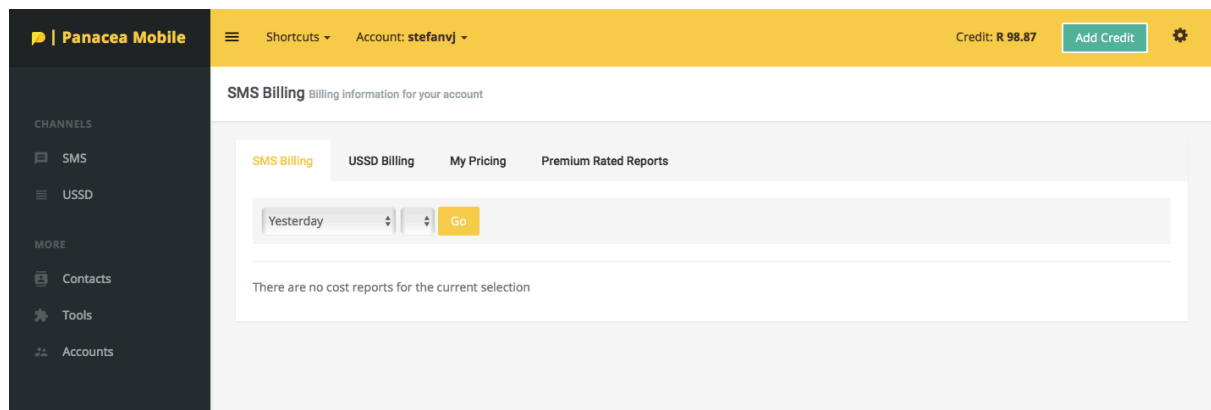 Panacea Mobile
Shortcuts
Account: stefanvj
Credit: R 98.87
Add Credit
SMS Billing Billing information for your account
CHANNELS
SMS
USSD
MORE
Contacts
Tools
Accounts
SMS Billing
USSD Billing
My Pricing
Premium Rated Reports
Yesterday
Go
There are no cost reports for the current selection